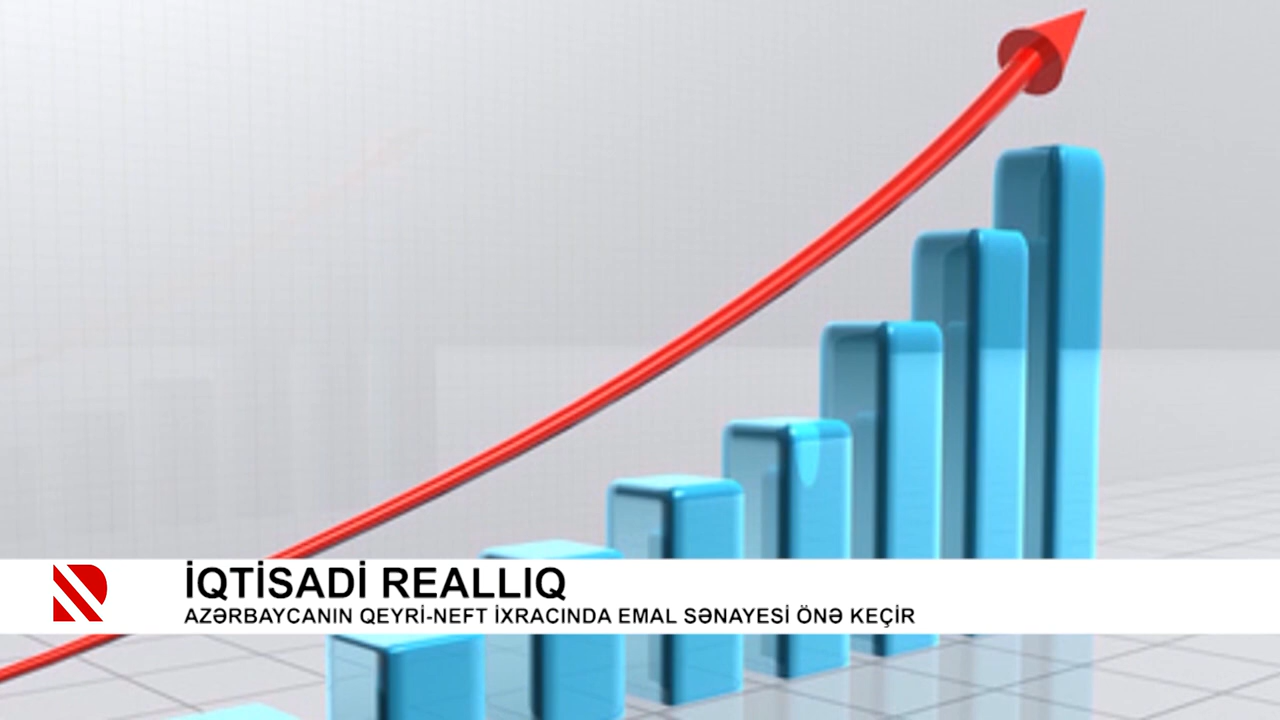 İQTİSADİ REALLIQ
AZƏRBAYCANIN QEYRİ-NEFT İXRACINDA EMAL SƏNAYESİ ÖNƏ KEÇİR